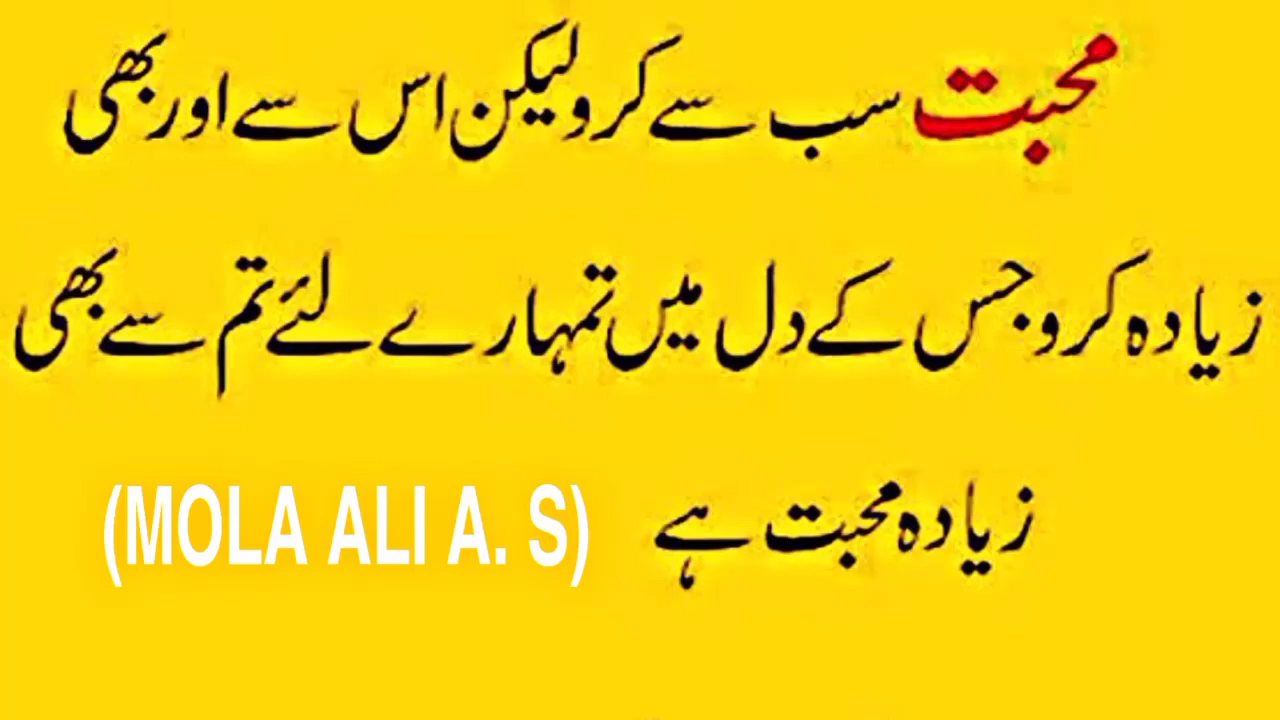 محبت سب سے کرو لیکن اس سے اور بھی
زیادہ کرو جس کے دل میں تمہارے لئے تم سے بھی
زیادہ محبت ہے (MOLA ALI A. S)